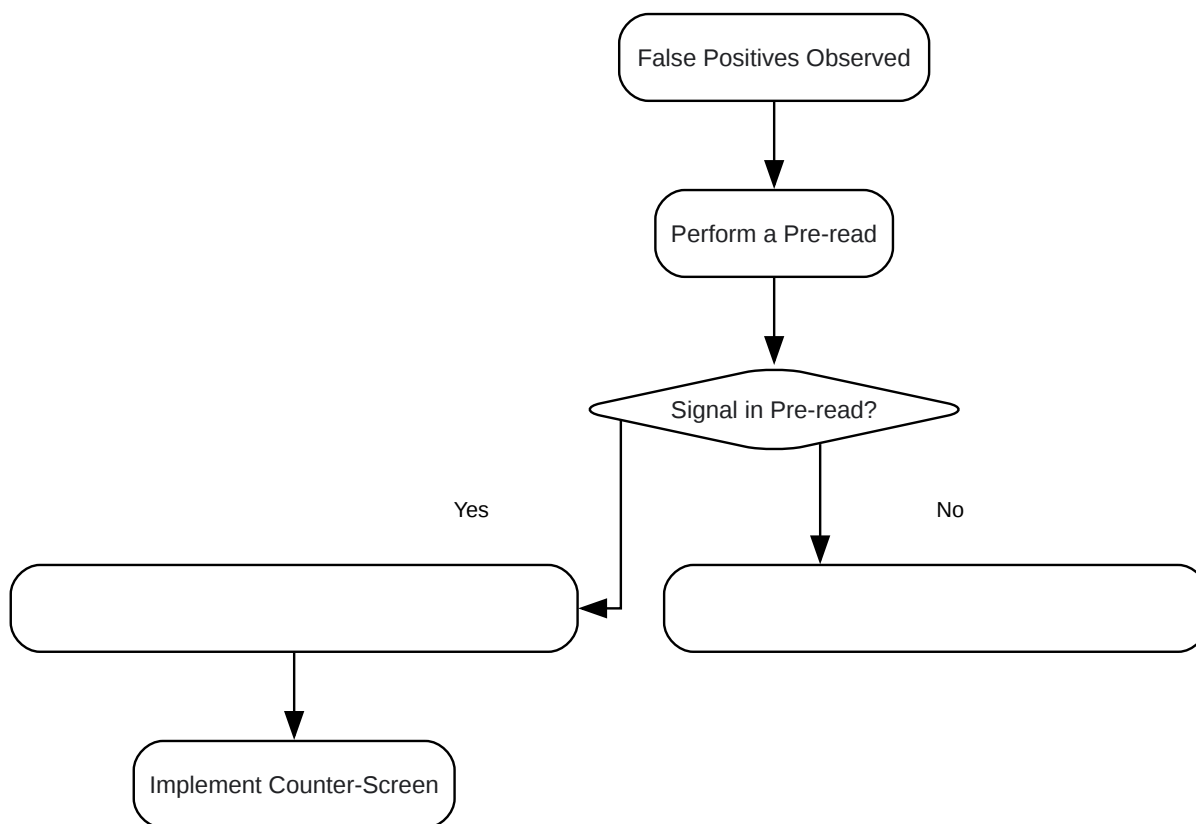 False Positives Observed
Perform a Pre-read
Signal in Pre-read?
Yes
No
Implement Counter-Screen